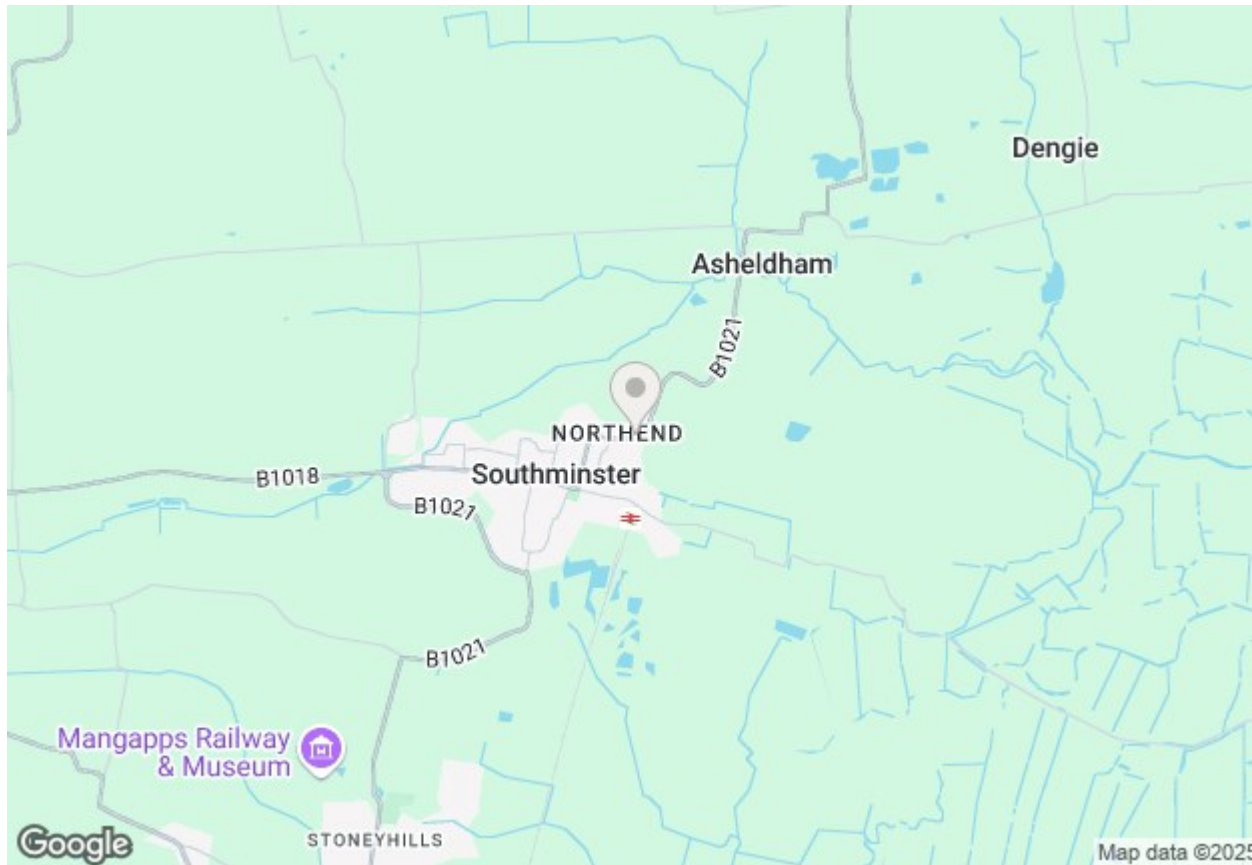 Dengie
Asheldham
B1021
NORTHEND
Southminster
B1018
B1021
B1021
Mangapps Railway
& Museum
STONEYHILLS
Google
Map data ©2025